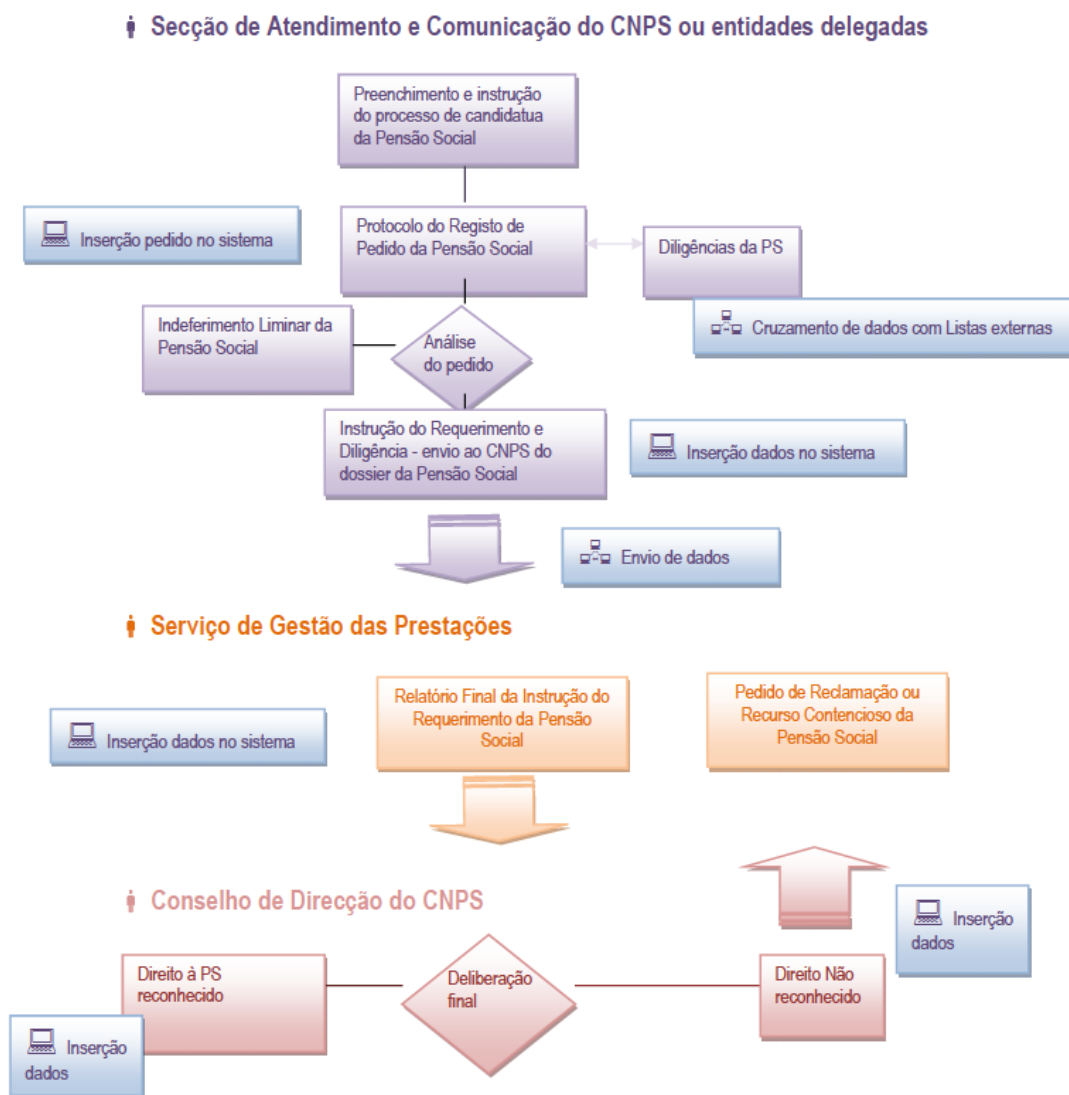 Secção de Atendimento e Comunicação do CNPS ou entidades delegadas
Preenchimento e instrução
do processo de candidatua
da Pensão Social
Inserção pedido no sistema
Protocolo do Registo de
Pedido da Pensão Social
Diligências da PS
Cruzamento de dados com Listas externas
Indeferimento Liminar da
Pensão Social
Análise
do pedido
Instrução do Requerimento e
Diligência - envio ao CNPS do
dossier da Pensão Social
Inserção dados no sistema
Envio de dados
Serviço de Gestão das Prestações
Inserção dados no sistema
Relatório Final da Instrução do
Requerimento da Pensão
Social
Pedido de Reclamação ou
Recurso Contencioso da
Pensão Social
Conselho de Direcção do CNPS
Inserção
dados
Direito à PS
reconhecido
Deliberação
final
Direito Não
reconhecido
Inserção
dados